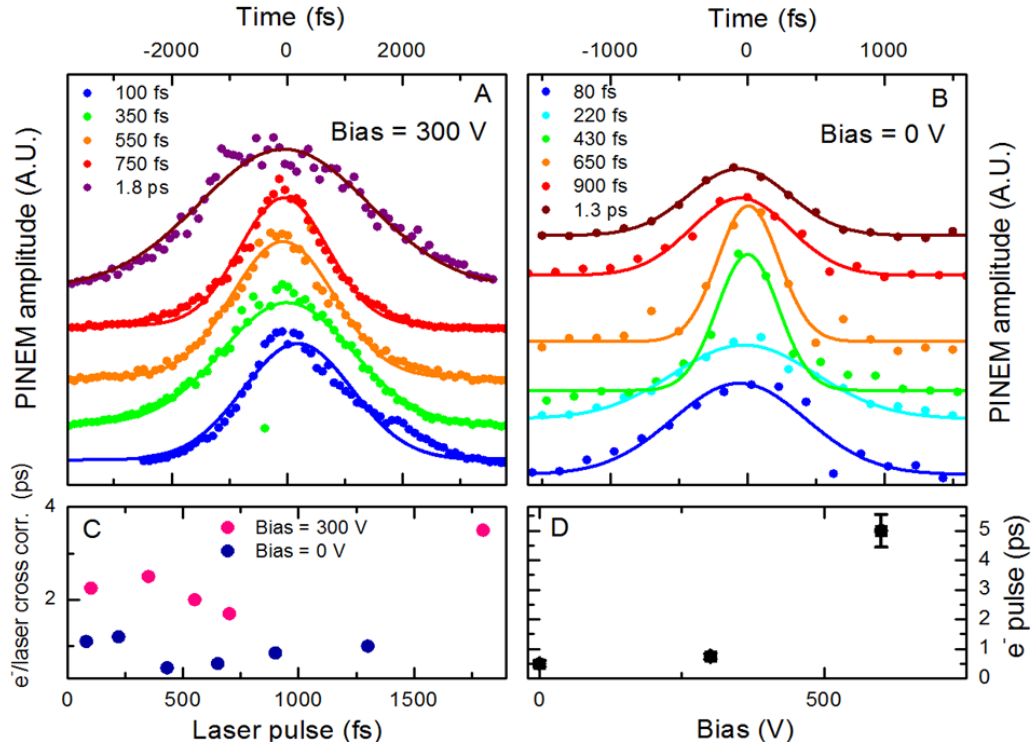 Time (fs)
-2000 0 2000
PINEM amplitude (A.U.)
100 fs
350 fs
550 fs
750 fs
1.8 ps
A
Bias = 300 V
Time (fs)
-1000 0 1000
80 fs
220 fs
430 fs
650 fs
900 fs
1.3 ps
B
Bias = 0 V
PINEM amplitude (A.U.)
e⁻/laser cross corr. (ps)
4
2
C
Bias = 300 V
Bias = 0 V
0 500 1000 1500
Laser pulse (fs)
D
5
4
3
2
1
0
e⁻ pulse (ps)
0 500
Bias (V)